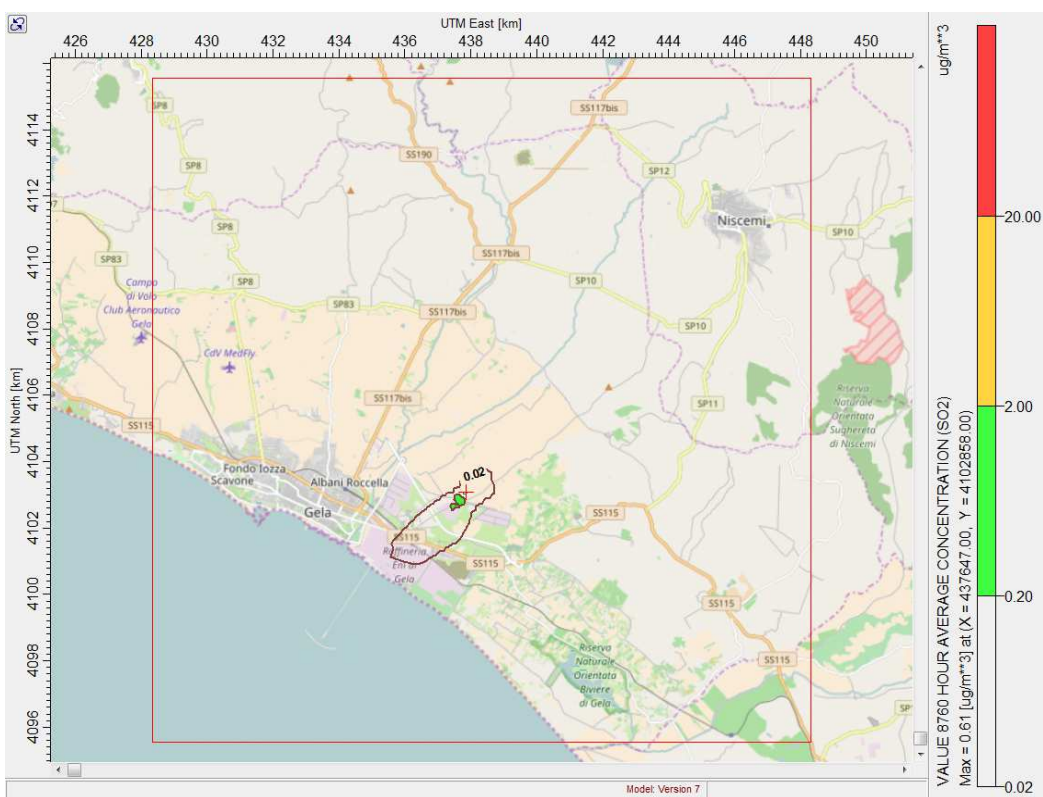 UTM East [km]
426 428 430 432 434 436 438 440 442 444 446 448 450
UTM North [km]
4114
4112
4110
4108
4106
4104
4102
4100
4098
4096
SP8
SS117bis
SS190
SP8
SP12
Niscemi
SP8
SP10
SP83
SS117bis
Campo
di Volo
Club Aeronautico
Gela
SP8
SP10
SP83
SS117bis
SP10
CdV MedFly
SS117bis
SP11
Riserva
Naturale
Orientata
Sughereta
di Niscemi
SS115
Fondo Iozza
Scavone
Albani Roccella
0.02
Gela
SS115
SS115
Raffineria
Eni di
Gela
SS115
SS115
Riserva
Naturale
Orientata
Biviere
di Gela
SS115
SP
Model: Version 7
ug/m**3
20.00
2.00
0.20
0.02
VALUE 8760 HOUR AVERAGE CONCENTRATION (SO2)
Max = 0.61 [ug/m**3] at (X = 437647.00, Y = 4102858.00)